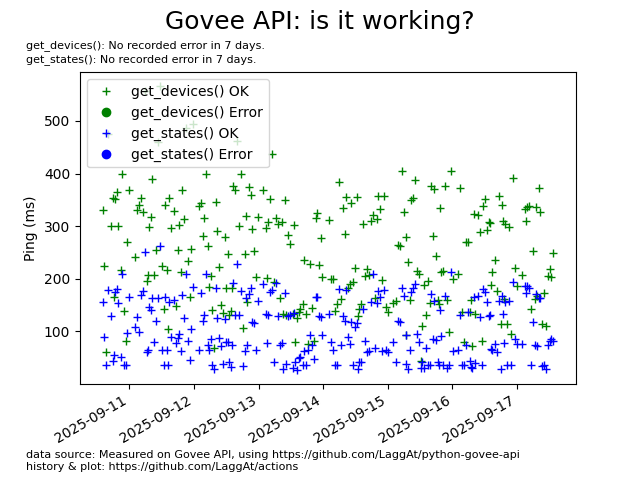 Govee API: is it working?
get_devices(): No recorded error in 7 days.
get_states(): No recorded error in 7 days.
get_devices() OK
get_devices() Error
get_states() OK
get_states() Error
Ping (ms)
500
400
300
200
100
2025-09-11
2025-09-12
2025-09-13
2025-09-14
2025-09-15
2025-09-16
2025-09-17
data source: Measured on Govee API, using https://github.com/LaggAt/python-govee-api
history & plot: https://github.com/LaggAt/actions